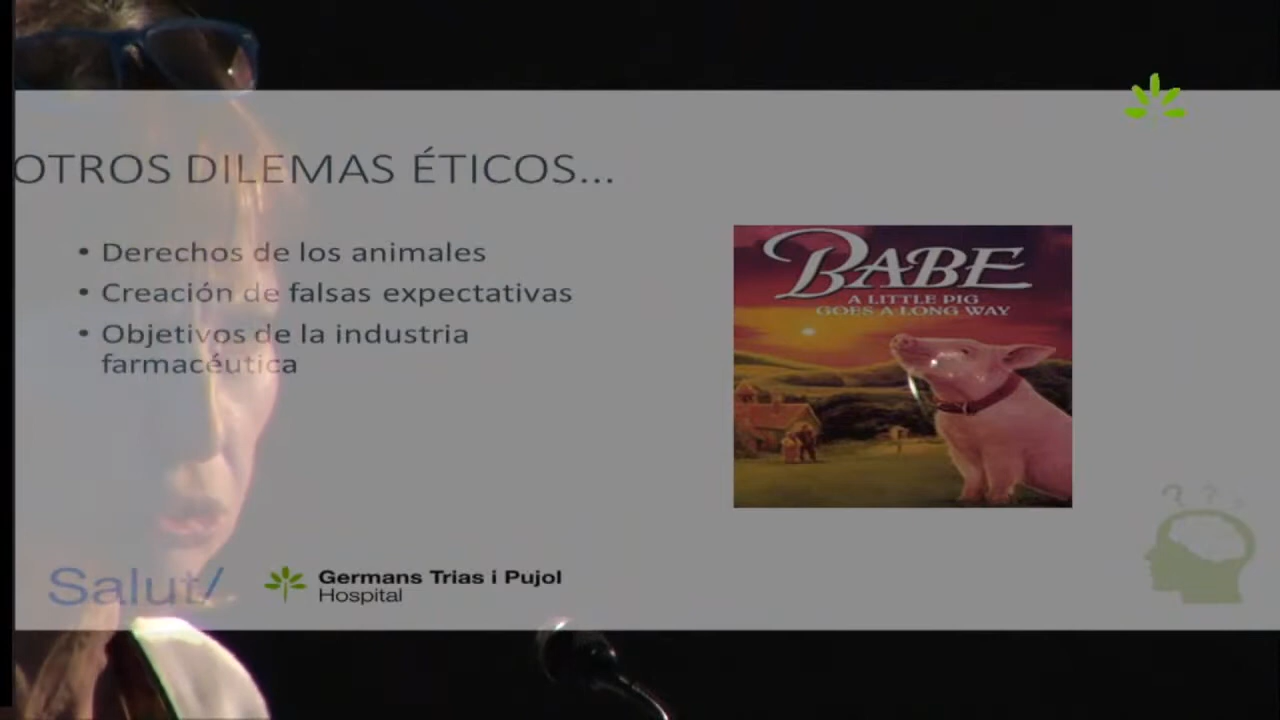 OTROS DILEMAS ÉTICOS...
• Derechos de los animales
• Creación de falsas expectativas
• Objetivos de la industria
farmacéutica
BABE
A LITTLE PIG
GOES A LONG WAY
Salut/
Germans Trias i Pujol
Hospital
? ? ?